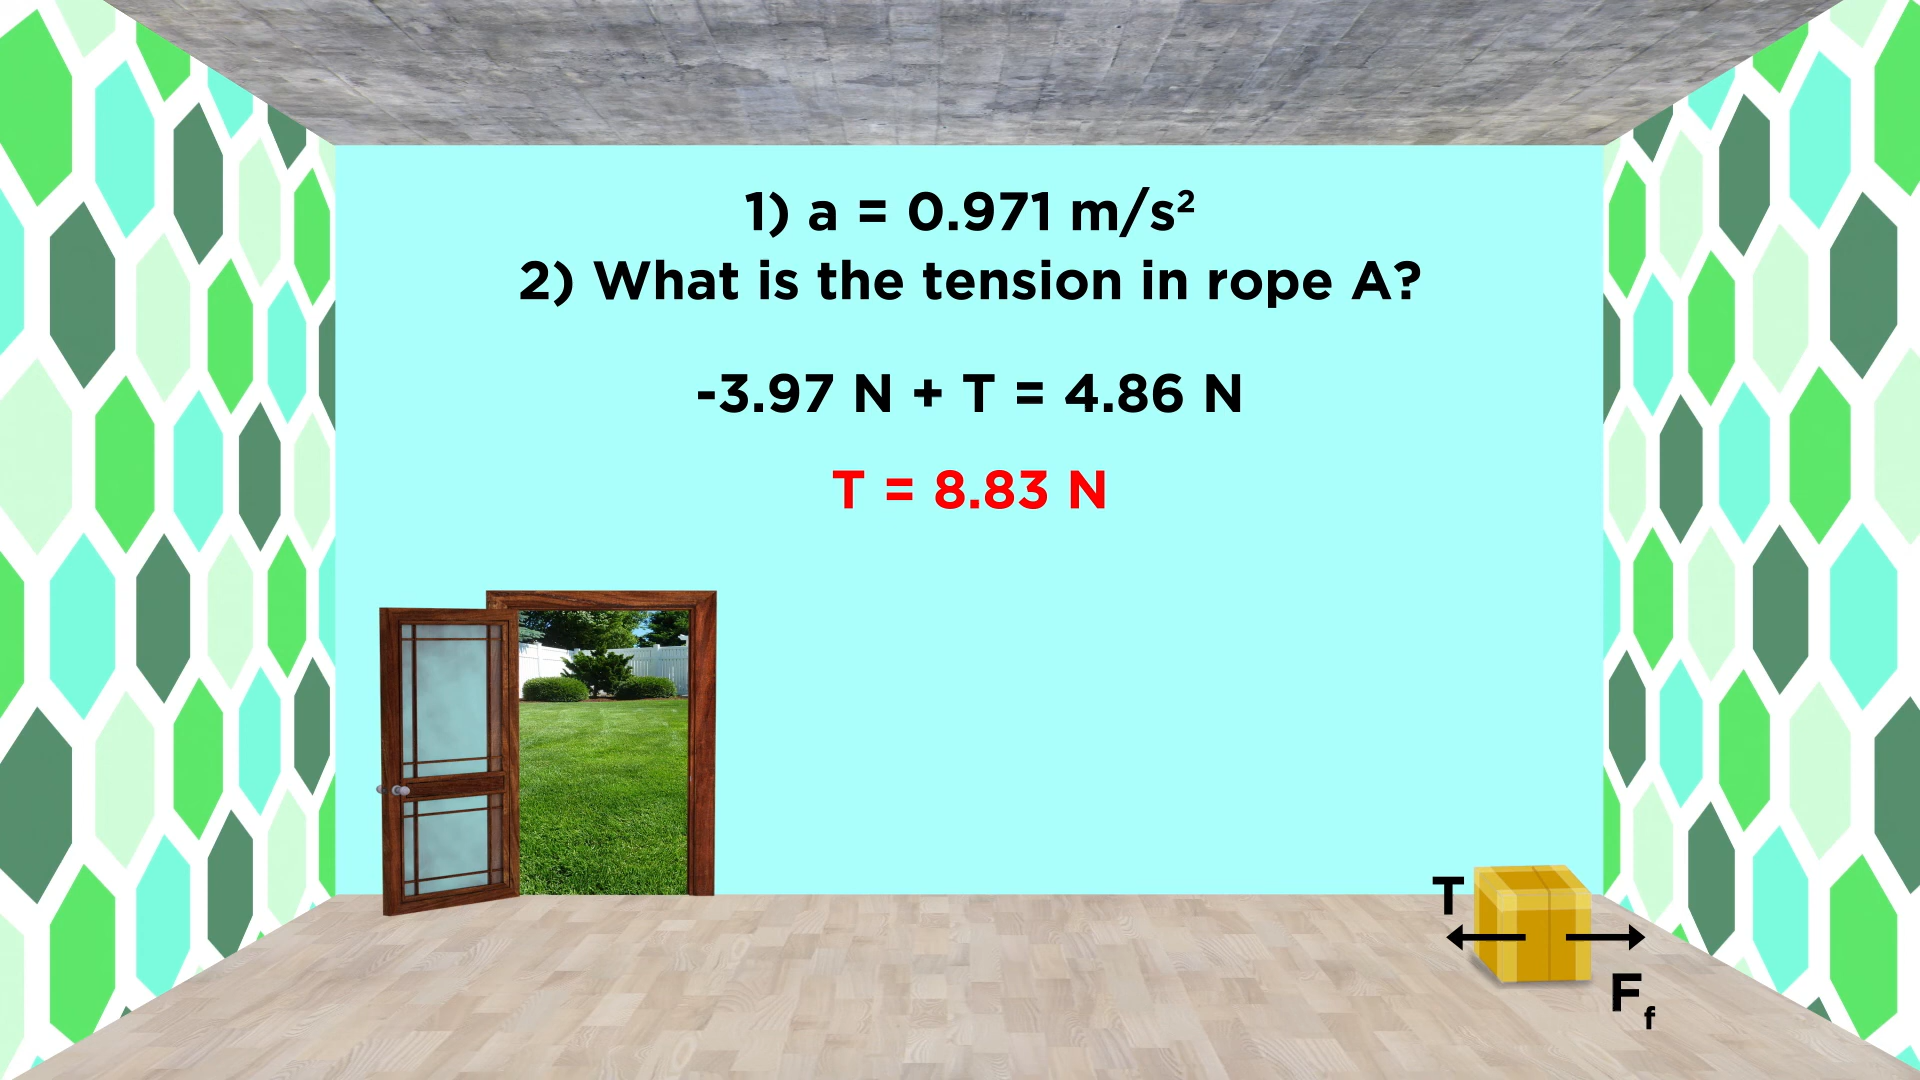 1) a = 0.971 m/s²
2) What is the tension in rope A?
-3.97 N + T = 4.86 N
T = 8.83 N
T
F_f